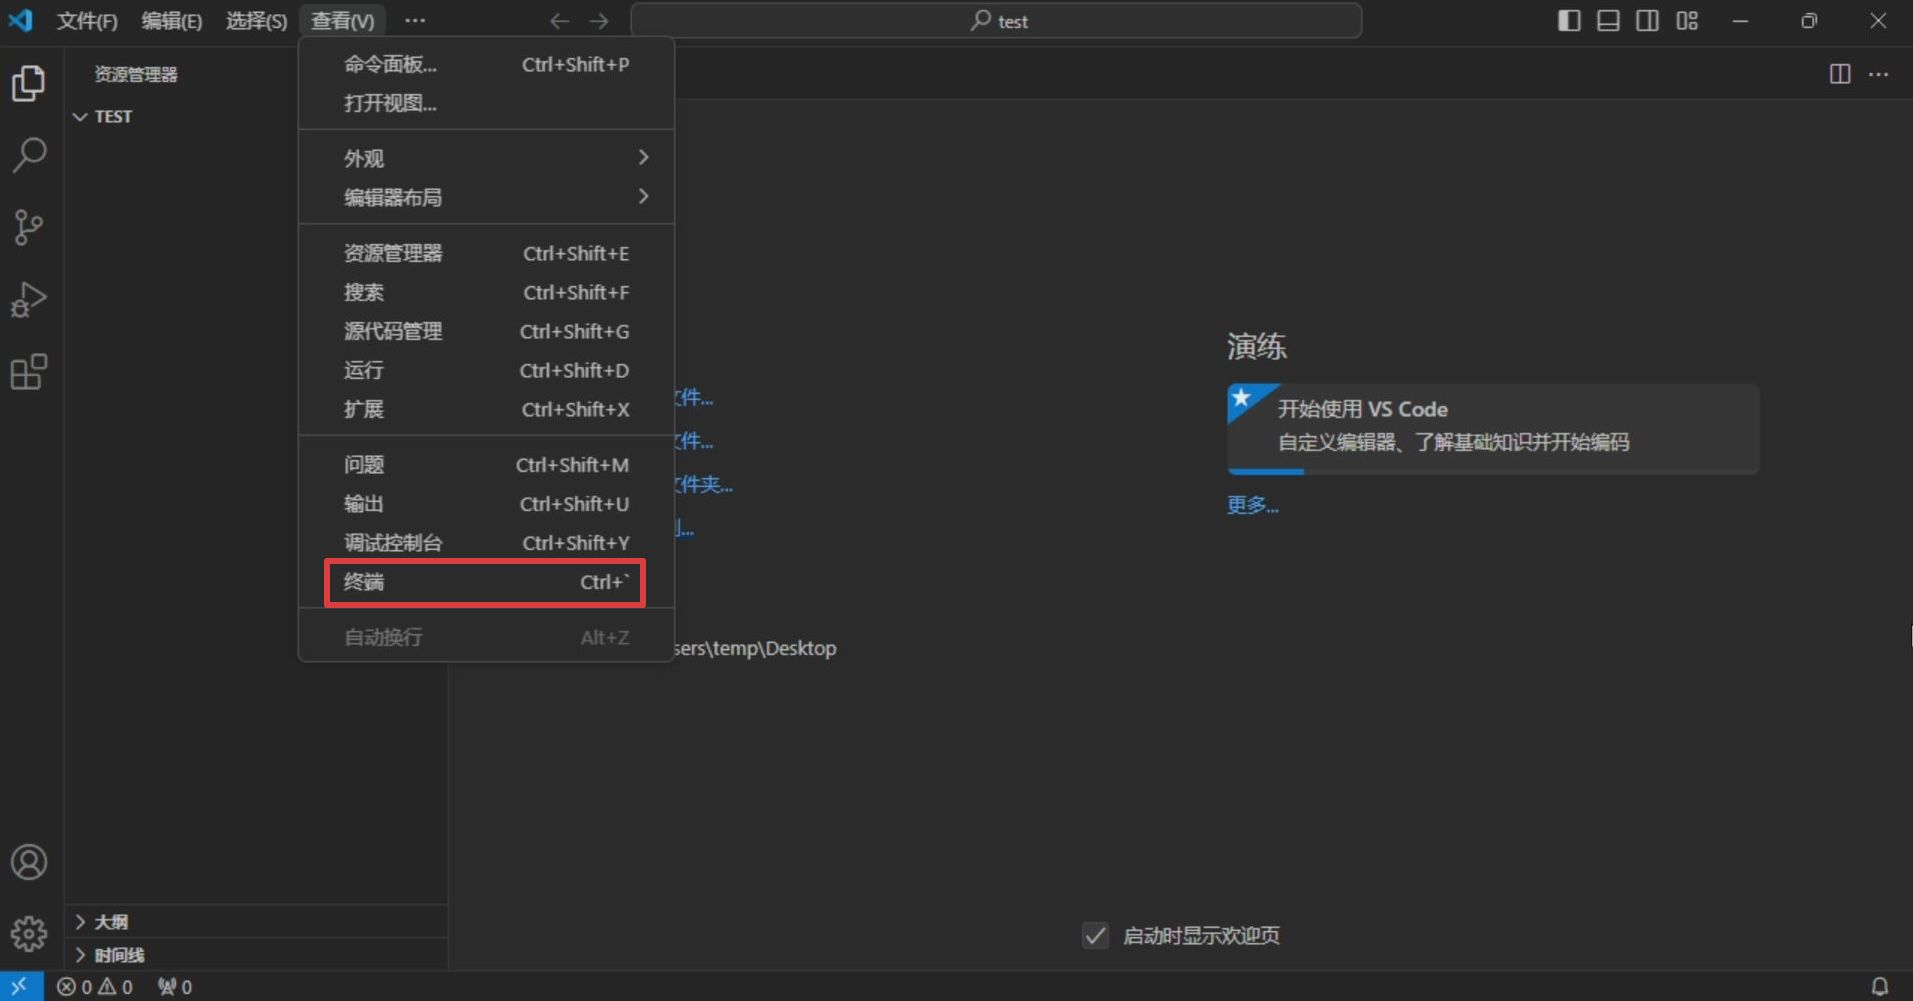 文件(F) 编辑(E) 选择(S) 查看(V) ··· test
资源管理器
TEST
命令面板... Ctrl+Shift+P
打开视图...
外观
编辑器布局
资源管理器 Ctrl+Shift+E
搜索 Ctrl+Shift+F
源代码管理 Ctrl+Shift+G
运行 Ctrl+Shift+D
扩展 Ctrl+Shift+X
问题 Ctrl+Shift+M
输出 Ctrl+Shift+U
调试控制台 Ctrl+Shift+Y
终端 Ctrl+`
自动换行 Alt+Z
件...
件...
件夹...
sers\temp\Desktop
演练
开始使用 VS Code
自定义编辑器、了解基础知识并开始编码
更多...
启动时显示欢迎页
大纲
时间线
0 0 0